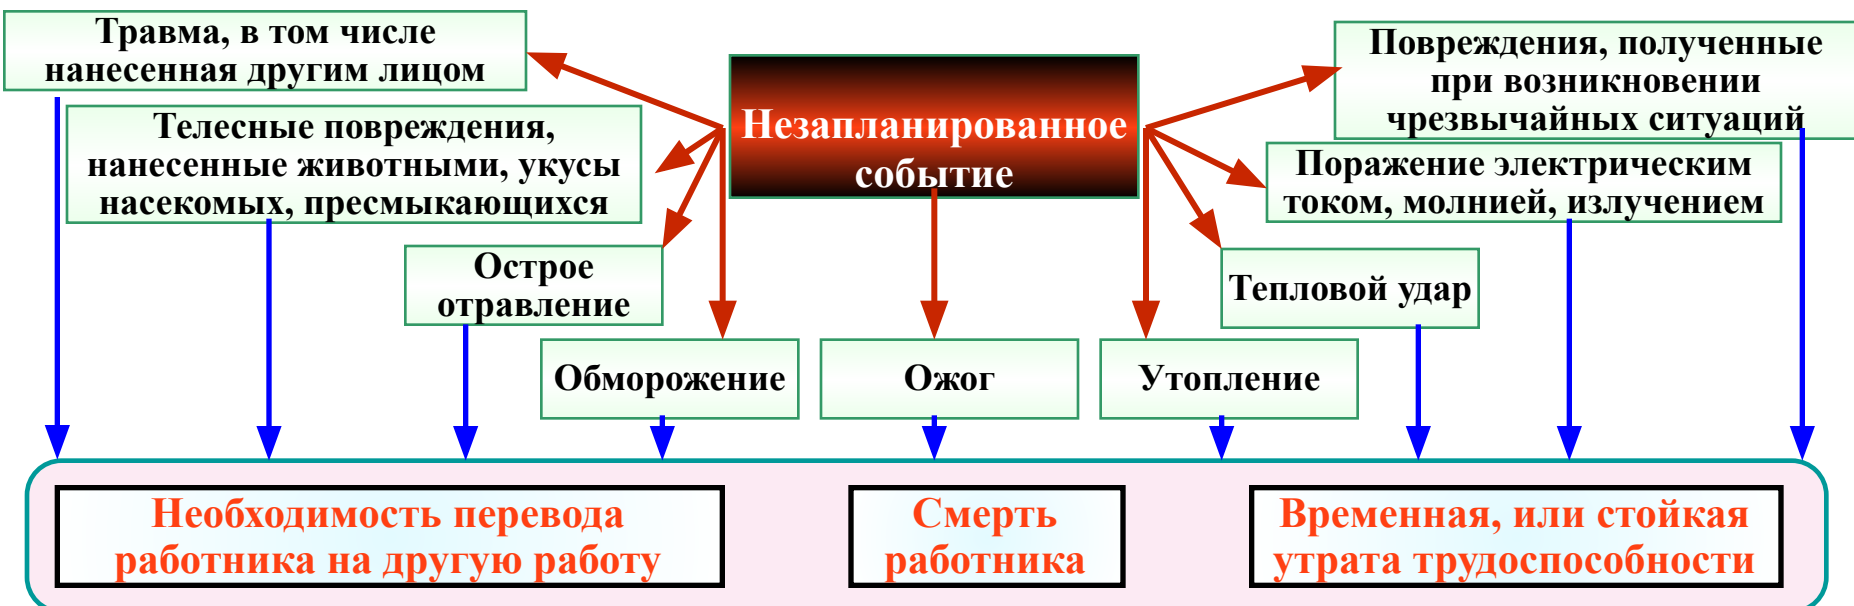 Травма, в том числе
нанесенная другим лицом
Незапланированное
событие
Повреждения, полученные
при возникновении
чрезвычайных ситуаций
Телесные повреждения,
нанесенные животными, укусы
насекомых, пресмыкающихся
Поражение электрическим
током, молнией, излучением
Острое
отравление
Тепловой удар
Обморожение
Ожог
Утопление
Необходимость перевода
работника на другую работу
Смерть
работника
Временная, или стойкая
утрата трудоспособности